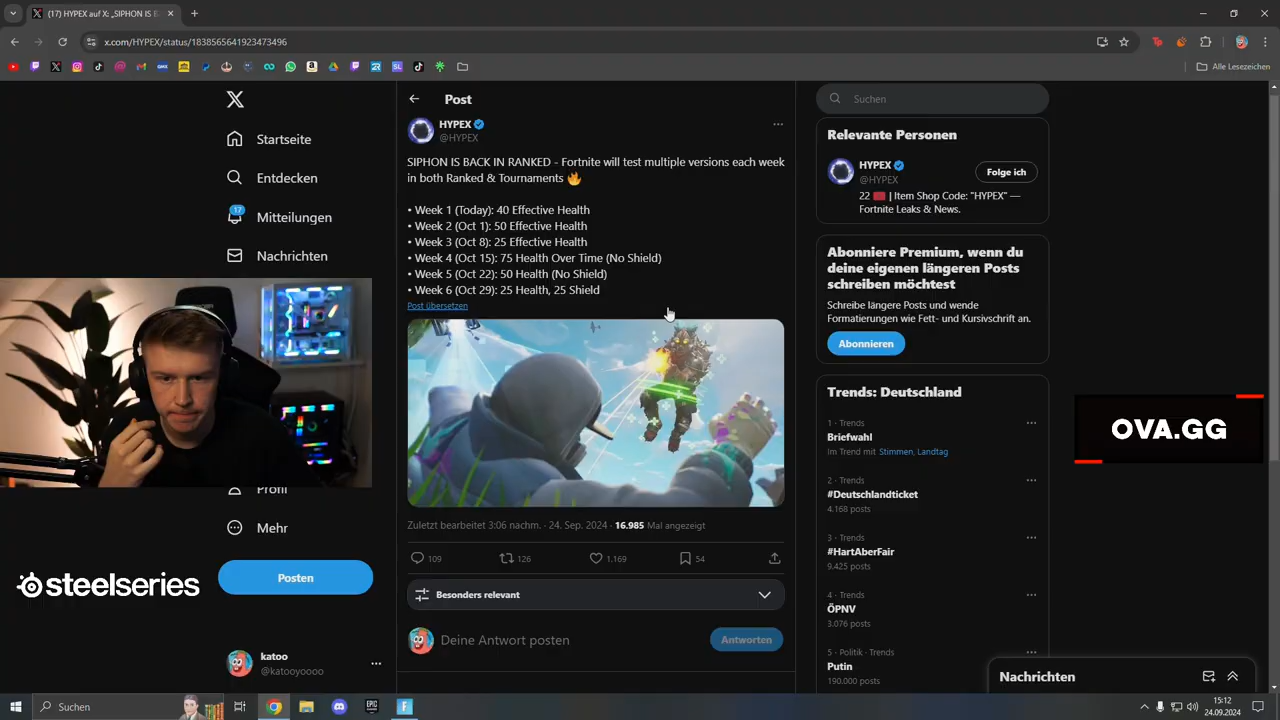 (17) HYPEX auf X: „SIPHON IS B
x.com/HYPEX/status/1838565641923473496
Alle Lesezeichen
Post
HYPEX
@HYPEX
SIPHON IS BACK IN RANKED - Fortnite will test multiple versions each week
in both Ranked & Tournaments 🔥
• Week 1 (Today): 40 Effective Health
• Week 2 (Oct 1): 50 Effective Health
• Week 3 (Oct 8): 25 Effective Health
• Week 4 (Oct 15): 75 Health Over Time (No Shield)
• Week 5 (Oct 22): 50 Health (No Shield)
• Week 6 (Oct 29): 25 Health, 25 Shield
Post übersetzen
Zuletzt bearbeitet 3:06 nachm. · 24. Sep. 2024 · 16.985 Mal angezeigt
109 126 1.169 54
Besonders relevant
Deine Antwort posten
Antworten
Startseite
Entdecken
17
Mitteilungen
Nachrichten
Profil
Mehr
Posten
katoo
@katooyoooo
steelseries
Suchen
Relevante Personen
HYPEX
@HYPEX
Folge ich
22 | Item Shop Code: "HYPEX" —
Fortnite Leaks & News.
Abonniere Premium, wenn du
deine eigenen längeren Posts
schreiben möchtest
Schreibe längere Posts und wende
Formatierungen wie Fett- und Kursivschrift an.
Abonnieren
Trends: Deutschland
1 · Trends
Briefwahl
Im Trend mit Stimmen, Landtag
2 · Trends
#Deutschlandticket
4.168 posts
3 · Trends
#HartAberFair
9.425 posts
4 · Trends
ÖPNV
3.076 posts
5 · Politik · Trends
Putin
190.000 posts
OVA.GG
Nachrichten
Suchen
EPIC
F
15:12
24.09.2024